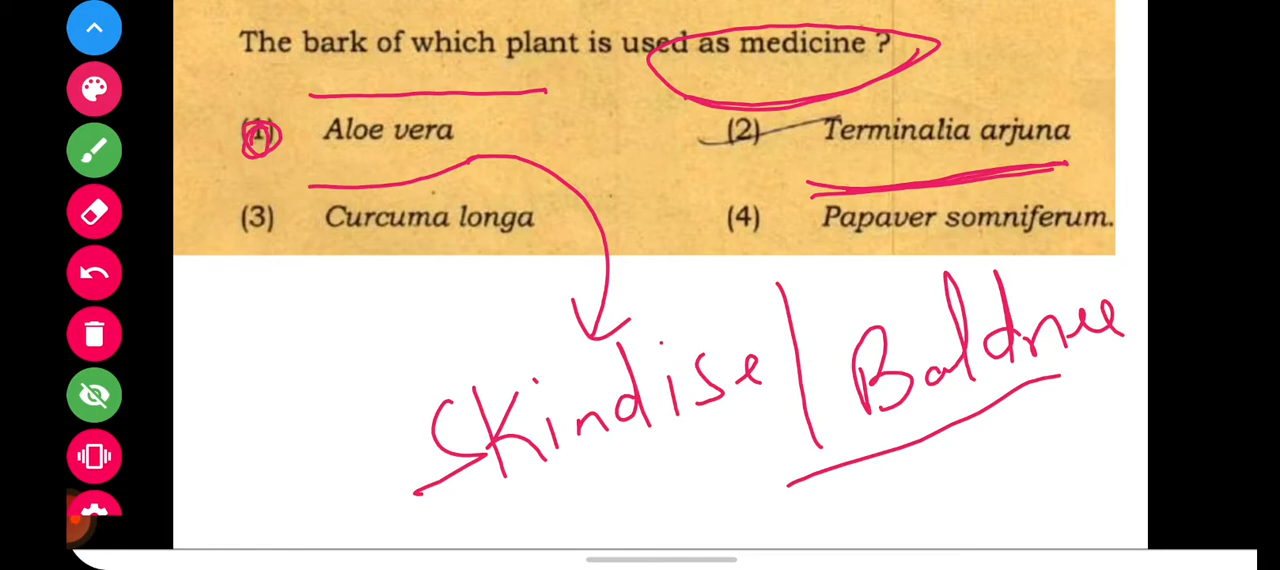 The bark of which plant is used as medicine ?
(1) Aloe vera (2) Terminalia arjuna
(3) Curcuma longa (4) Papaver somniferum.
Skindise / Baldnee